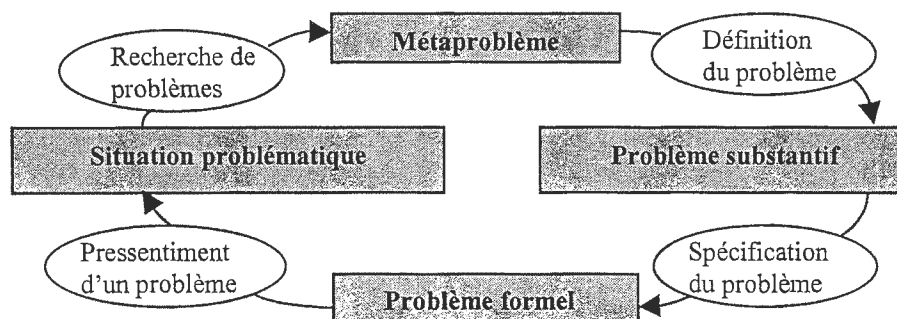 Métaproblème
Recherche de
problèmes
Définition
du problème
Situation problématique
Problème substantif
Pressentiment
d'un problème
Spécification
du problème
Problème formel